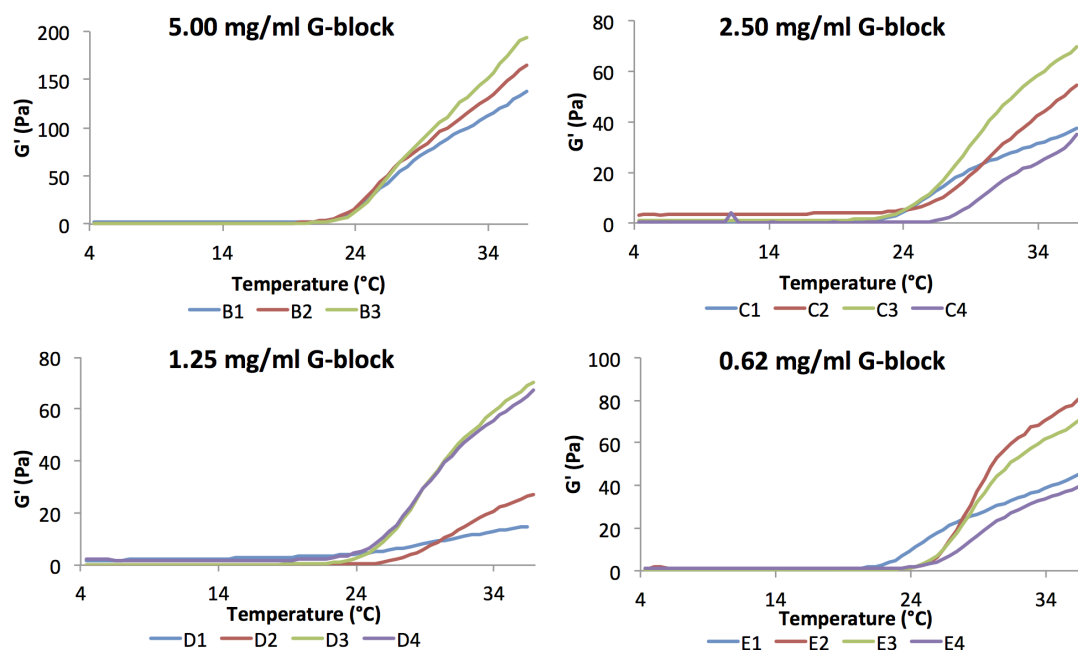 5.00 mg/ml G-block
200
150
100
50
0
G' (Pa)
4 14 24 34
Temperature (°C)
B1 B2 B3
2.50 mg/ml G-block
80
60
40
20
0
G' (Pa)
4 14 24 34
Temperature (°C)
C1 C2 C3 C4
1.25 mg/ml G-block
80
60
40
20
0
G' (Pa)
4 14 24 34
Temperature (°C)
D1 D2 D3 D4
0.62 mg/ml G-block
100
80
60
40
20
0
G' (Pa)
4 14 24 34
Temperature (°C)
E1 E2 E3 E4